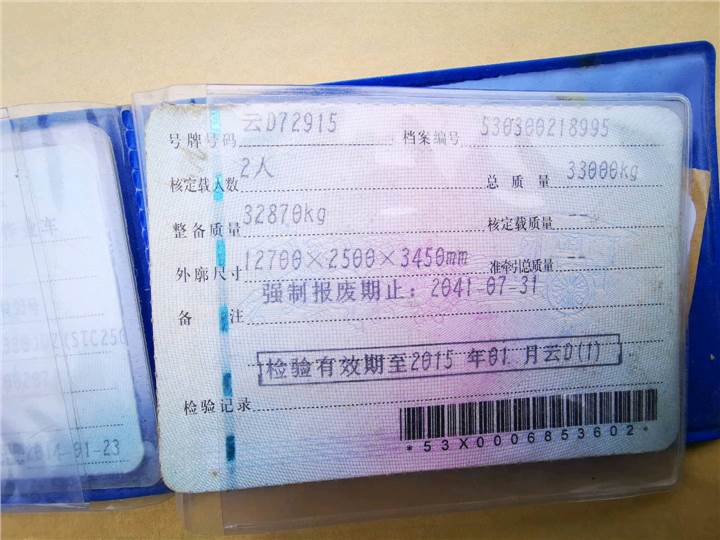 号牌号码 云D72915 档案编号 530300218995
核定载人数 2人 总质量 33000kg
整备质量 32870kg 核定载质量 --
外廓尺寸 12700×2500×3450mm 准牵引总质量 --
备注 强制报废期止：2041-07-31
检验有效期至2015 年01 月云D(1)
检验记录
*53X0006853602*
车
01-23